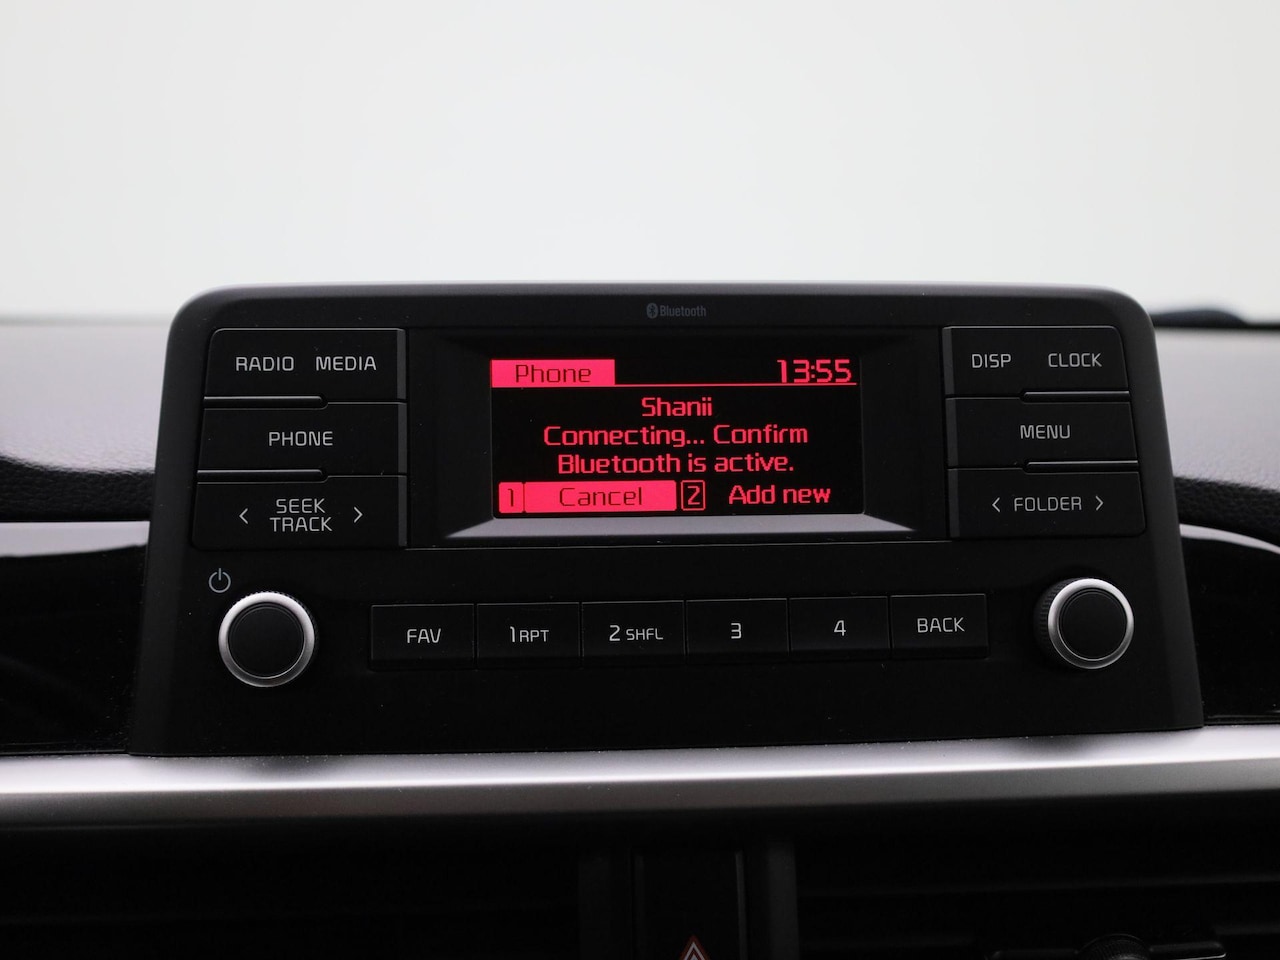 Bluetooth
RADIO MEDIA
PHONE
< SEEK TRACK >
Phone 13:55
Shanii
Connecting... Confirm
Bluetooth is active.
1 Cancel 2 Add new
DISP CLOCK
MENU
< FOLDER >
FAV 1 RPT 2 SHFL 3 4 BACK